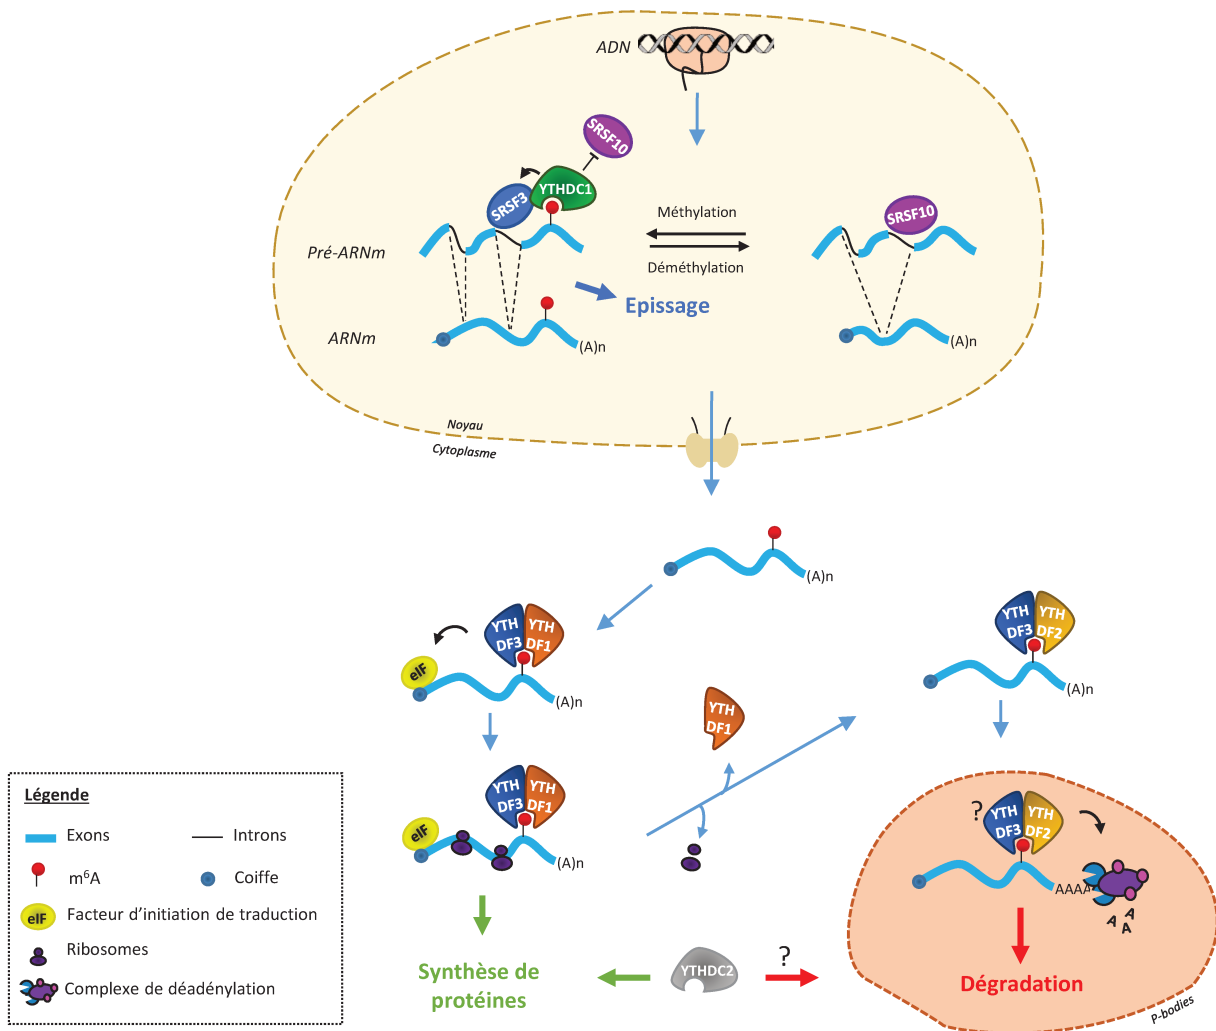 ADN
SRSF10
YTHDC1
SRSF3
SRSF10
Méthylation
Déméthylation
Pré-ARNm
Epissage
ARNm
(A)n
(A)n
Noyau
Cytoplasme
(A)n
YTH
DF3
YTH
DF1
eIF
(A)n
YTH
DF3
YTH
DF2
(A)n
YTH
DF1
YTH
DF3
YTH
DF1
eIF
(A)n
?
YTH
DF3
YTH
DF2
AAAA
A
A
A
Synthèse de
protéines
YTHDC2
?
Dégradation
P-bodies
Légende
Exons
Introns
m⁶A
Coiffe
eIF
Facteur d’initiation de traduction
Ribosomes
Complexe de déadénylation